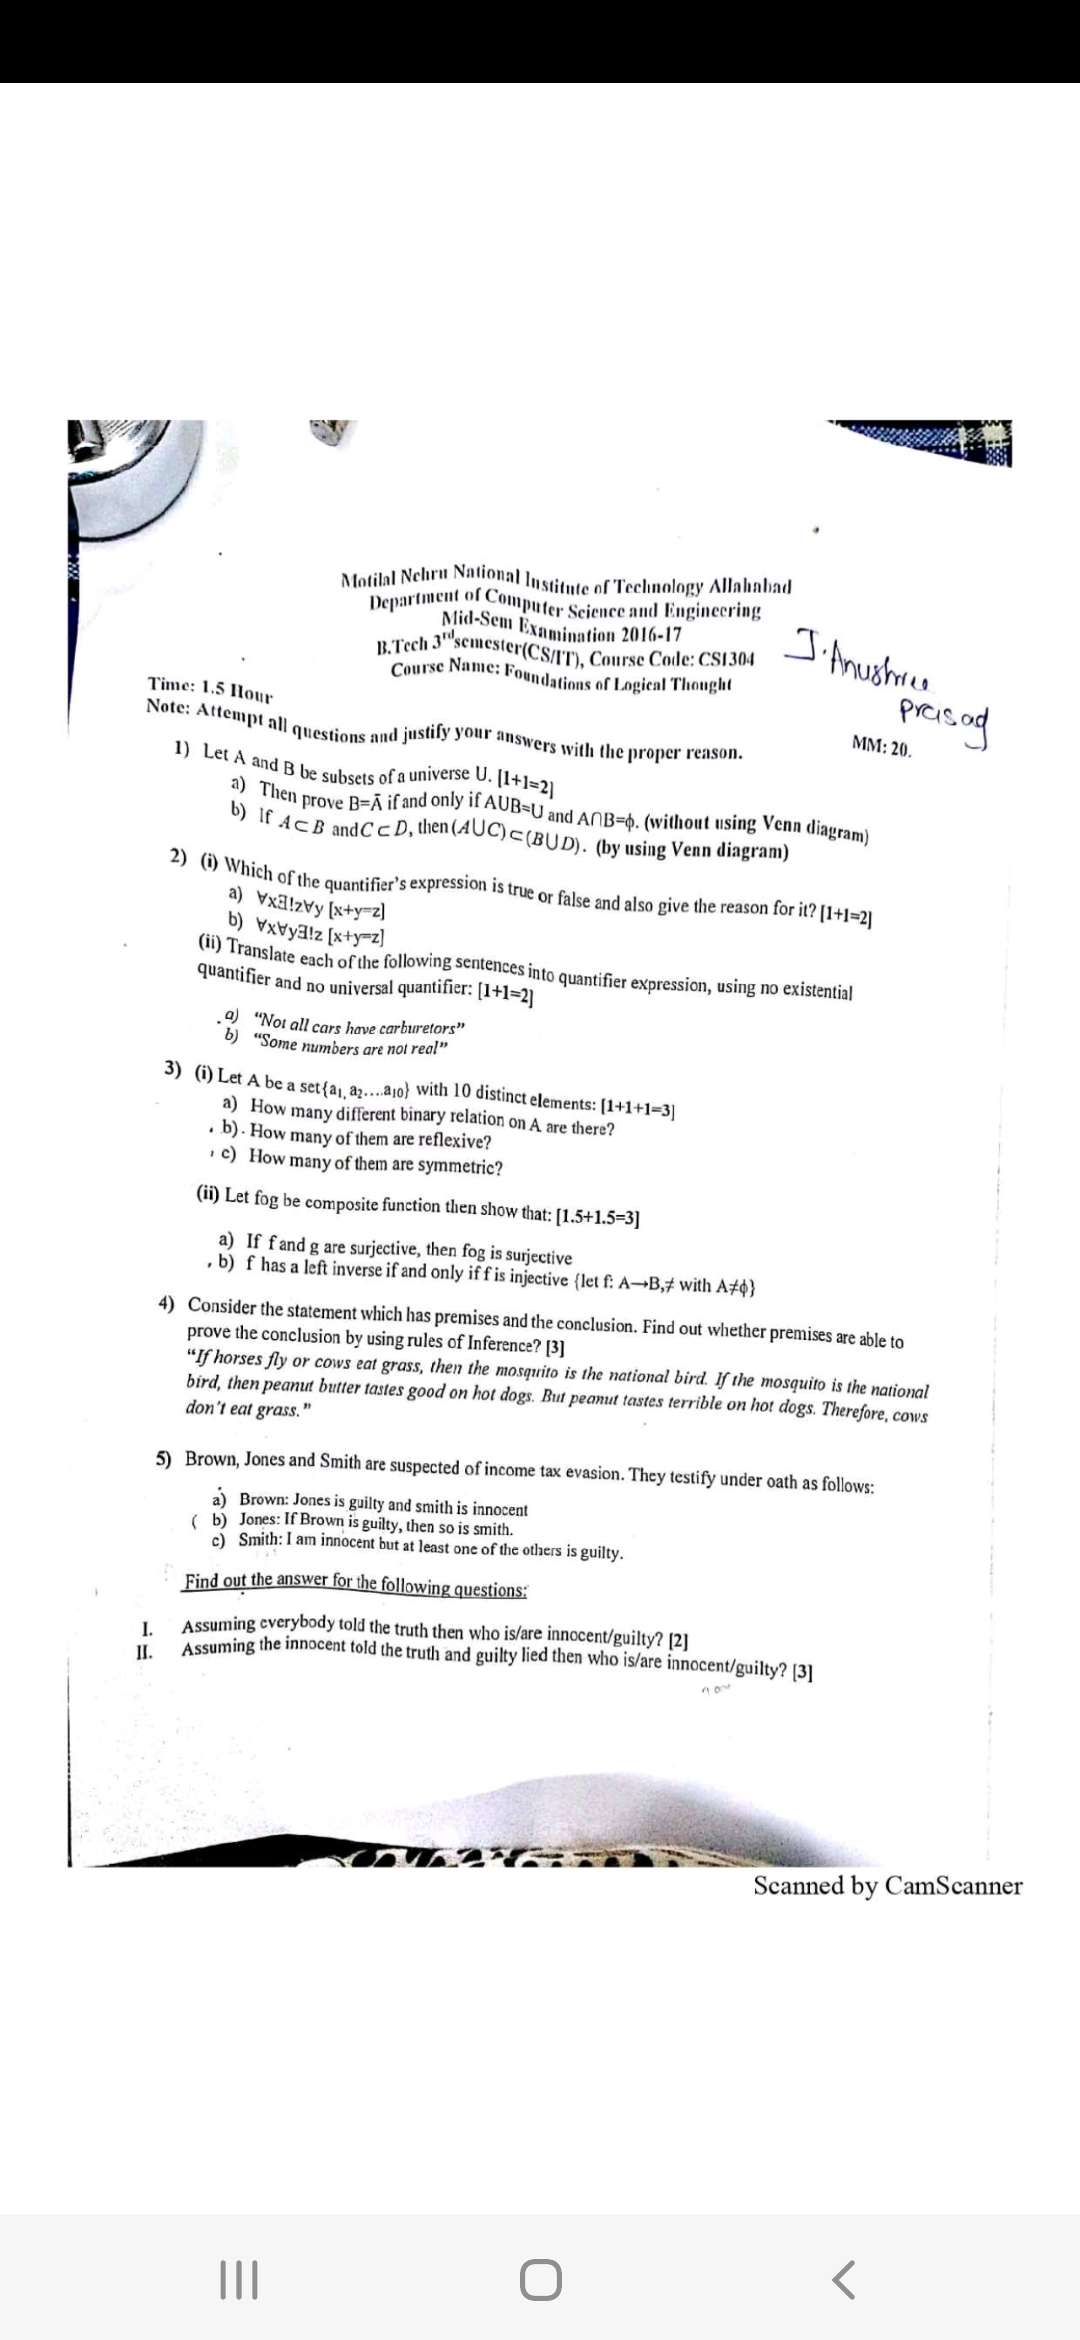 Motilal Nehru National Institute of Technology Allahabad
Department of Computer Science and Engineering
Mid-Sem Examination 2016-17
B.Tech 3rd semester(CS/IT), Course Code: CS1304
Course Name: Foundations of Logical Thought
J. Anushree
prasad
Time: 1.5 Hour
MM: 20.
Note: Attempt all questions and justify your answers with the proper reason.
1) Let A and B be subsets of a universe U. [1+1=2]
a) Then prove B=Ā if and only if AUB=U and A∩B=ϕ. (without using Venn diagram)
b) If A⊂B and C⊂D, then (A∪C)⊂(B∪D). (by using Venn diagram)
2) (i) Which of the quantifier's expression is true or false and also give the reason for it? [1+1=2]
a) ∀x∃!z∀y [x+y=z]
b) ∀x∀y∃!z [x+y=z]
(ii) Translate each of the following sentences into quantifier expression, using no existential
quantifier and no universal quantifier: [1+1=2]
a) "Not all cars have carburetors"
b) "Some numbers are not real"
3) (i) Let A be a set{a1, a2....a10} with 10 distinct elements: [1+1+1=3]
a) How many different binary relation on A are there?
b). How many of them are reflexive?
c) How many of them are symmetric?
(ii) Let fog be composite function then show that: [1.5+1.5=3]
a) If f and g are surjective, then fog is surjective
b) f has a left inverse if and only if f is injective {let f: A→B,≠ with A≠ϕ}
4) Consider the statement which has premises and the conclusion. Find out whether premises are able to
prove the conclusion by using rules of Inference? [3]
"If horses fly or cows eat grass, then the mosquito is the national bird. If the mosquito is the national
bird, then peanut butter tastes good on hot dogs. But peanut tastes terrible on hot dogs. Therefore, cows
don't eat grass."
5) Brown, Jones and Smith are suspected of income tax evasion. They testify under oath as follows:
a) Brown: Jones is guilty and smith is innocent
( b) Jones: If Brown is guilty, then so is smith.
c) Smith: I am innocent but at least one of the others is guilty.
Find out the answer for the following questions:
I. Assuming everybody told the truth then who is/are innocent/guilty? [2]
II. Assuming the innocent told the truth and guilty lied then who is/are innocent/guilty? [3]
Scanned by CamScanner